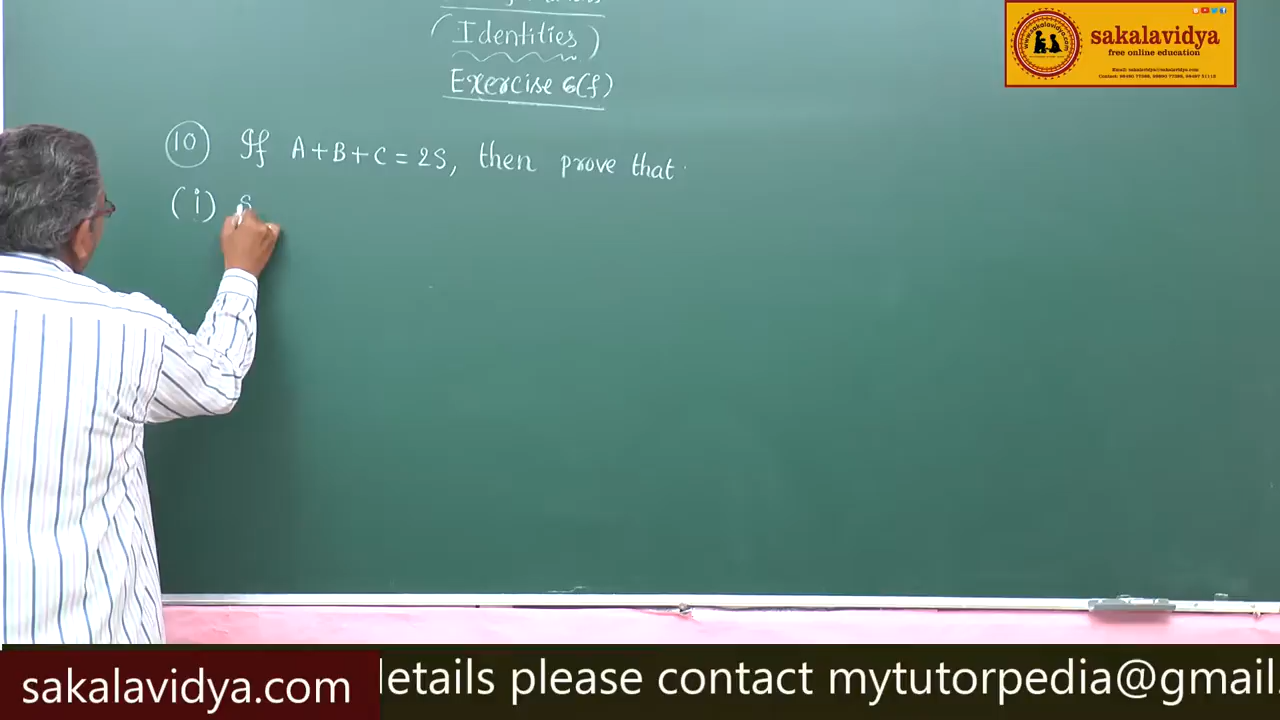 (Identities)
Exercise 6(f)
sakalavidya
free online education
(10) If A+B+C = 2S, then prove that
(i) S
sakalavidya.com
details please contact mytutorpedia@gmail.